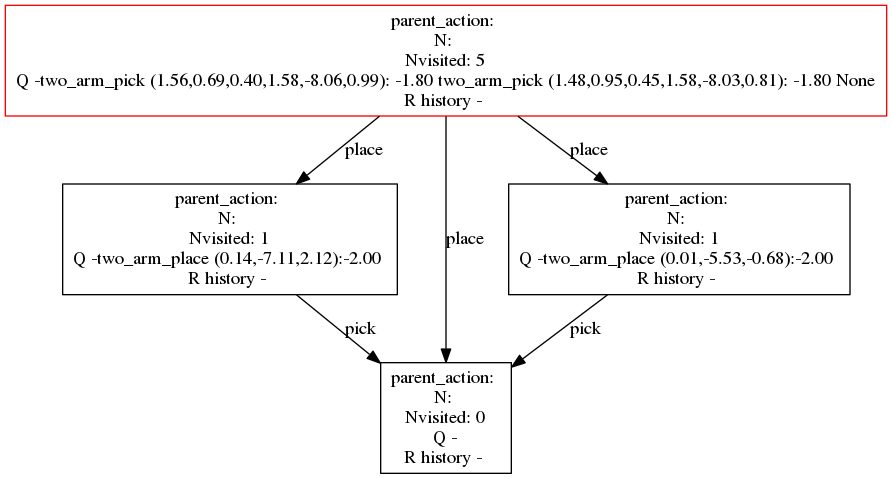 parent_action:
N:
Nvisited: 5
Q -two_arm_pick (1.56,0.69,0.40,1.58,-8.06,0.99): -1.80 two_arm_pick (1.48,0.95,0.45,1.58,-8.03,0.81): -1.80 None
R history -
place
place
parent_action:
N:
Nvisited: 1
Q -two_arm_place (0.14,-7.11,2.12):-2.00
R history -
place
parent_action:
N:
Nvisited: 1
Q -two_arm_place (0.01,-5.53,-0.68):-2.00
R history -
pick
pick
parent_action:
N:
Nvisited: 0
Q -
R history -